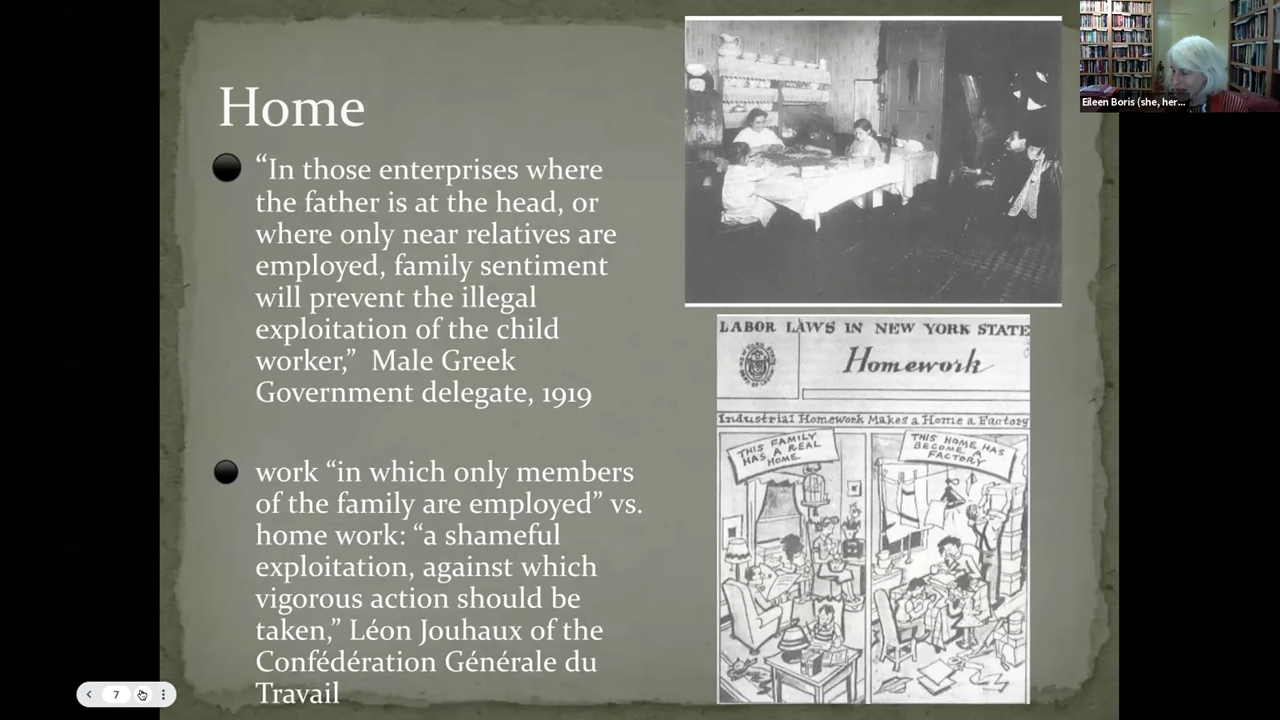 Home
“In those enterprises where
the father is at the head, or
where only near relatives are
employed, family sentiment
will prevent the illegal
exploitation of the child
worker,” Male Greek
Government delegate, 1919
work “in which only members
of the family are employed” vs.
home work: “a shameful
exploitation, against which
vigorous action should be
taken,” Léon Jouhaux of the
Confédération Générale du
Travail
LABOR LAWS IN NEW YORK STATE
Homework
Industrial Homework Makes a Home a Factory
THIS FAMILY
HAS A REAL
HOME
THIS HOME HAS
BECOME A
FACTORY
Eileen Boris (she, her...
7